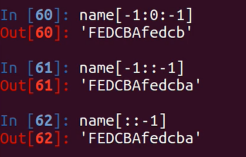 In [60]: name[-1:0:-1]
Out[60]: 'FEDCBAfedcb'
In [61]: name[-1::-1]
Out[61]: 'FEDCBAfedcba'
In [62]: name[::-1]
Out[62]: 'FEDCBAfedcba'